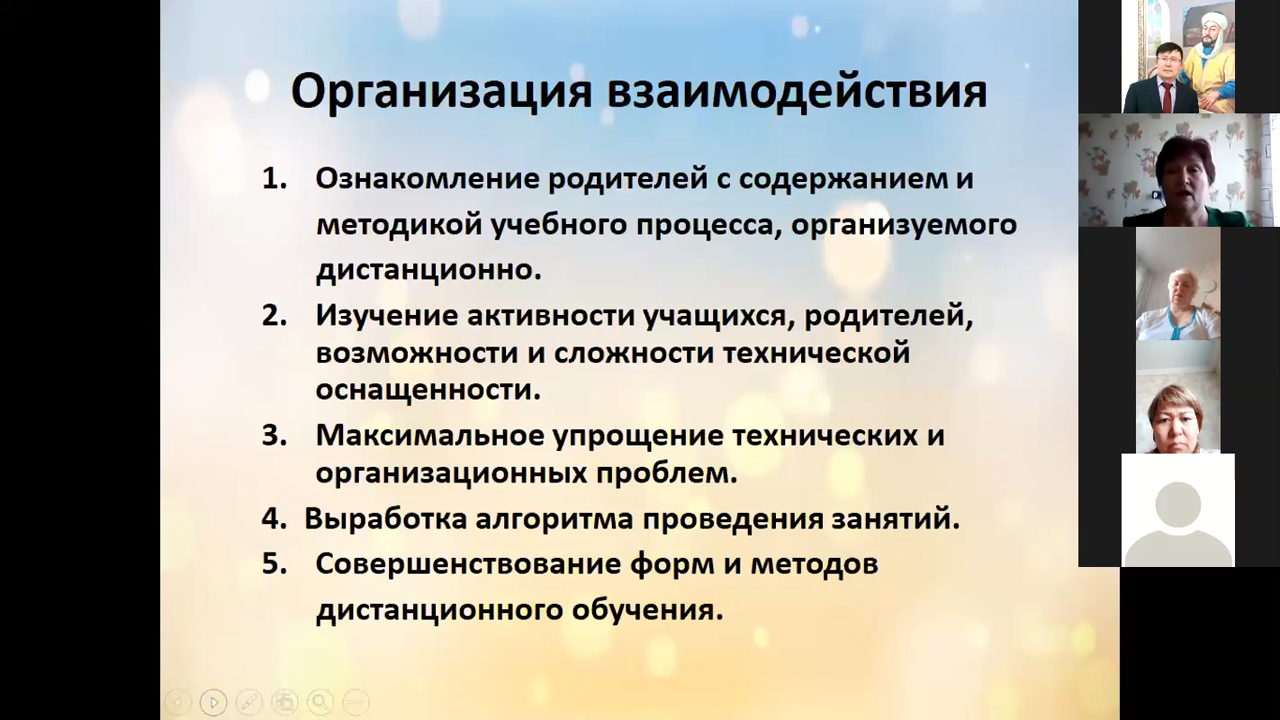 Организация взаимодействия
1. Ознакомление родителей с содержанием и
методикой учебного процесса, организуемого
дистанционно.
2. Изучение активности учащихся, родителей,
возможности и сложности технической
оснащенности.
3. Максимальное упрощение технических и
организационных проблем.
4. Выработка алгоритма проведения занятий.
5. Совершенствование форм и методов
дистанционного обучения.